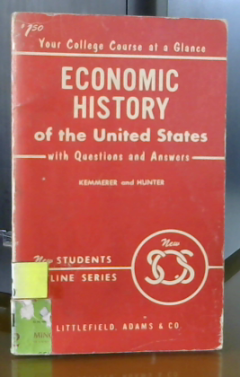 $1.50
Your College Course at a Glance
ECONOMIC
HISTORY
of the United States
with Questions and Answers
KEMMERER and HUNTER
New STUDENTS
LINE SERIES
New
SOS
LITTLEFIELD, ADAMS & CO.